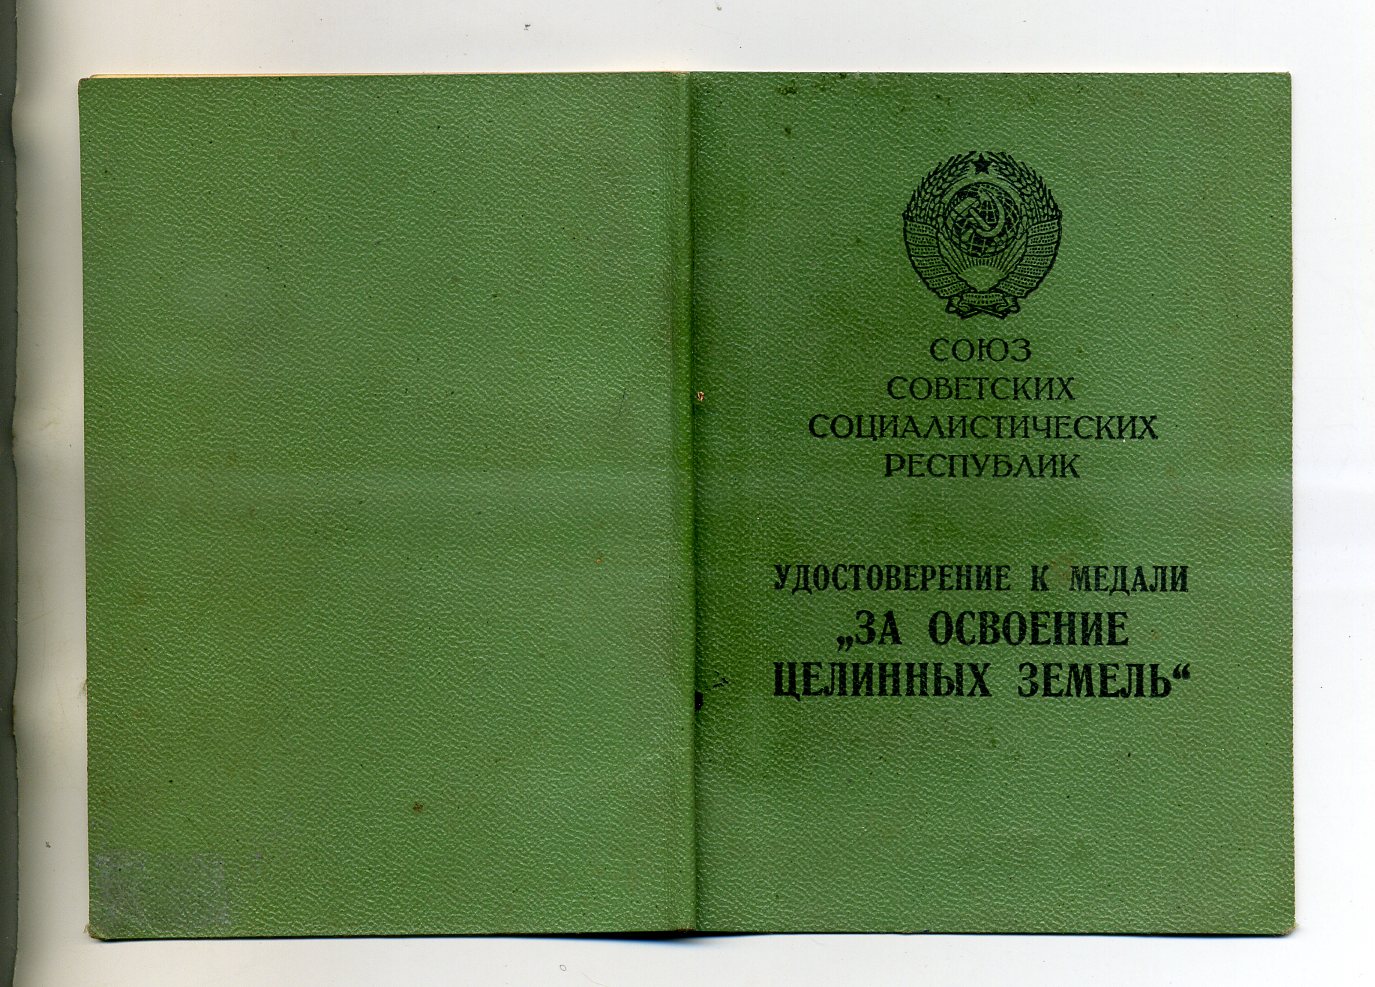 СОЮЗ
СОВЕТСКИХ
СОЦИАЛИСТИЧЕСКИХ
РЕСПУБЛИК
УДОСТОВЕРЕНИЕ К МЕДАЛИ
„ЗА ОСВОЕНИЕ
ЦЕЛИННЫХ ЗЕМЕЛЬ“